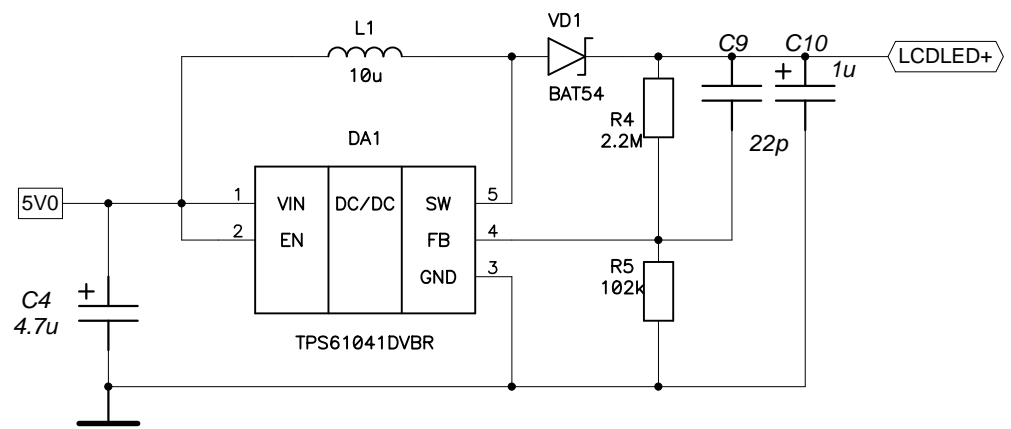 L1
10u
VD1
BAT54
C9
22p
C10
+
1u
LCDLED+
R4
2.2M
DA1
5V0
1 VIN DC/DC SW 5
2 EN FB 4
GND 3
TPS61041DVBR
+
C4
4.7u
R5
102k